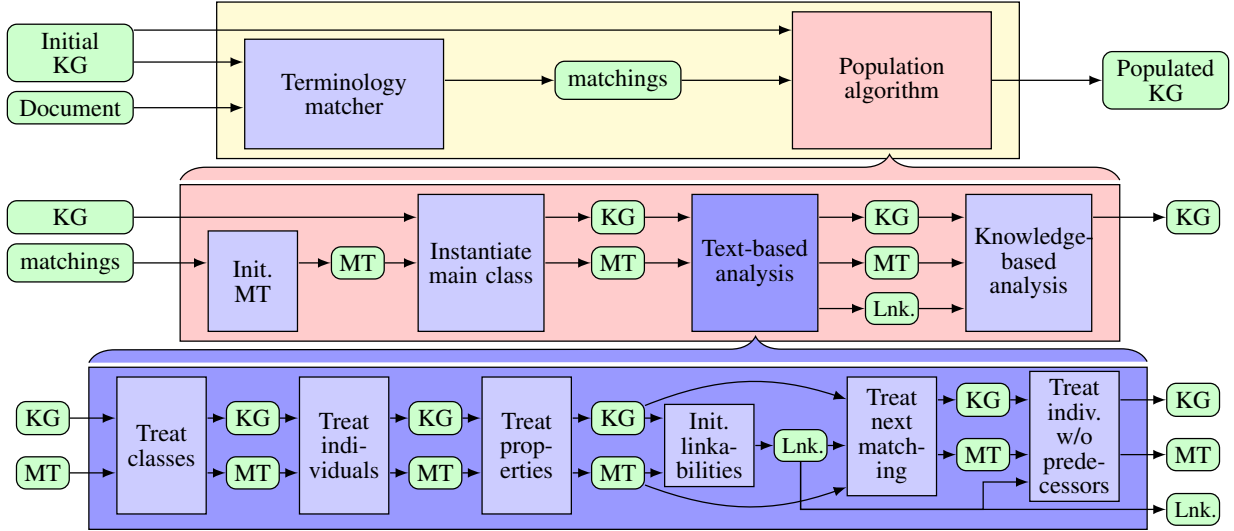 Initial
KG
Document
Terminology
matcher
matchings
Population
algorithm
Populated
KG
KG
matchings
Init.
MT
MT
Instantiate
main class
KG
MT
Text-based
analysis
KG
MT
Lnk.
Knowledge-
based
analysis
KG
KG
MT
Treat
classes
KG
MT
Treat
indi-
viduals
KG
MT
Treat
prop-
erties
KG
MT
Init.
linka-
bilities
Lnk.
Treat
next
match-
ing
KG
MT
Treat
indiv.
w/o
prede-
cessors
KG
MT
Lnk.